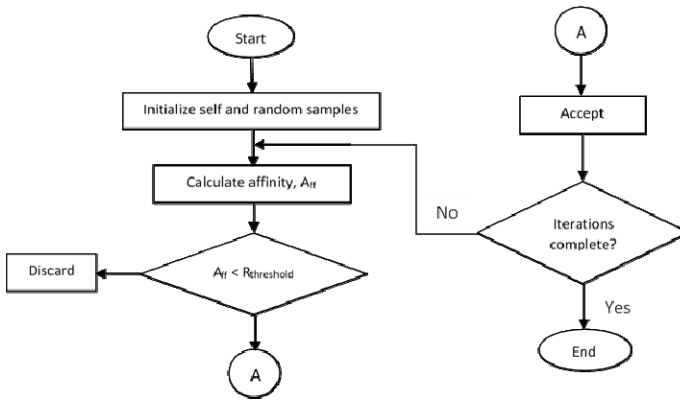 Start
Initialize self and random samples
Calculate affinity, Aff
Aff < Rthreshold
Discard
A
A
Accept
Iterations
complete?
No
Yes
End